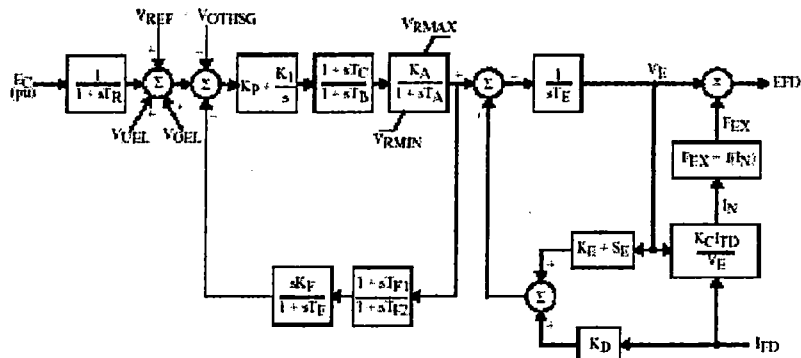 VREF
VOTHSG
VRMAX
EC
(pu)
1
1 + sTR
Σ
Σ
KP + KI
s
1 + sTC
1 + sTB
KA
1 + sTA
Σ
1
sTE
VE
EFD
VUEL
VOEL
VRMIN
FEX
FEX = f(IN)
IN
KE + SE
KCIFD
VE
sKF
1 + sTF
1 + sTF1
1 + sTF2
Σ
KD
IFD